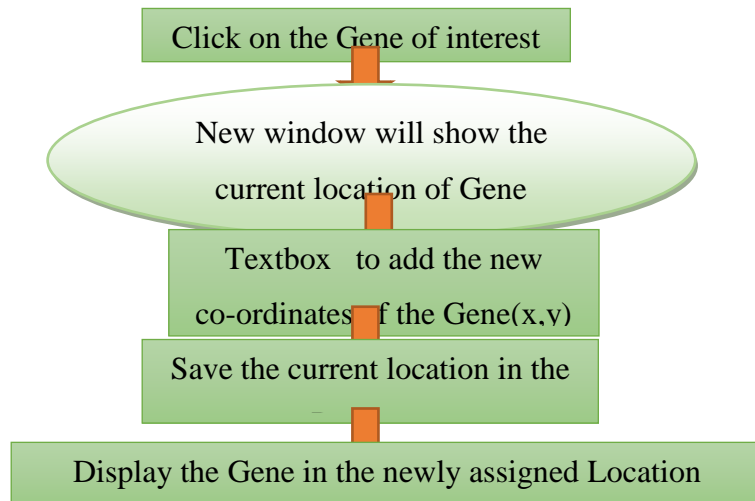 Click on the Gene of interest
New window will show the
current location of Gene
Textbox to add the new
co-ordinates of the Gene(x,y)
Save the current location in the
Display the Gene in the newly assigned Location